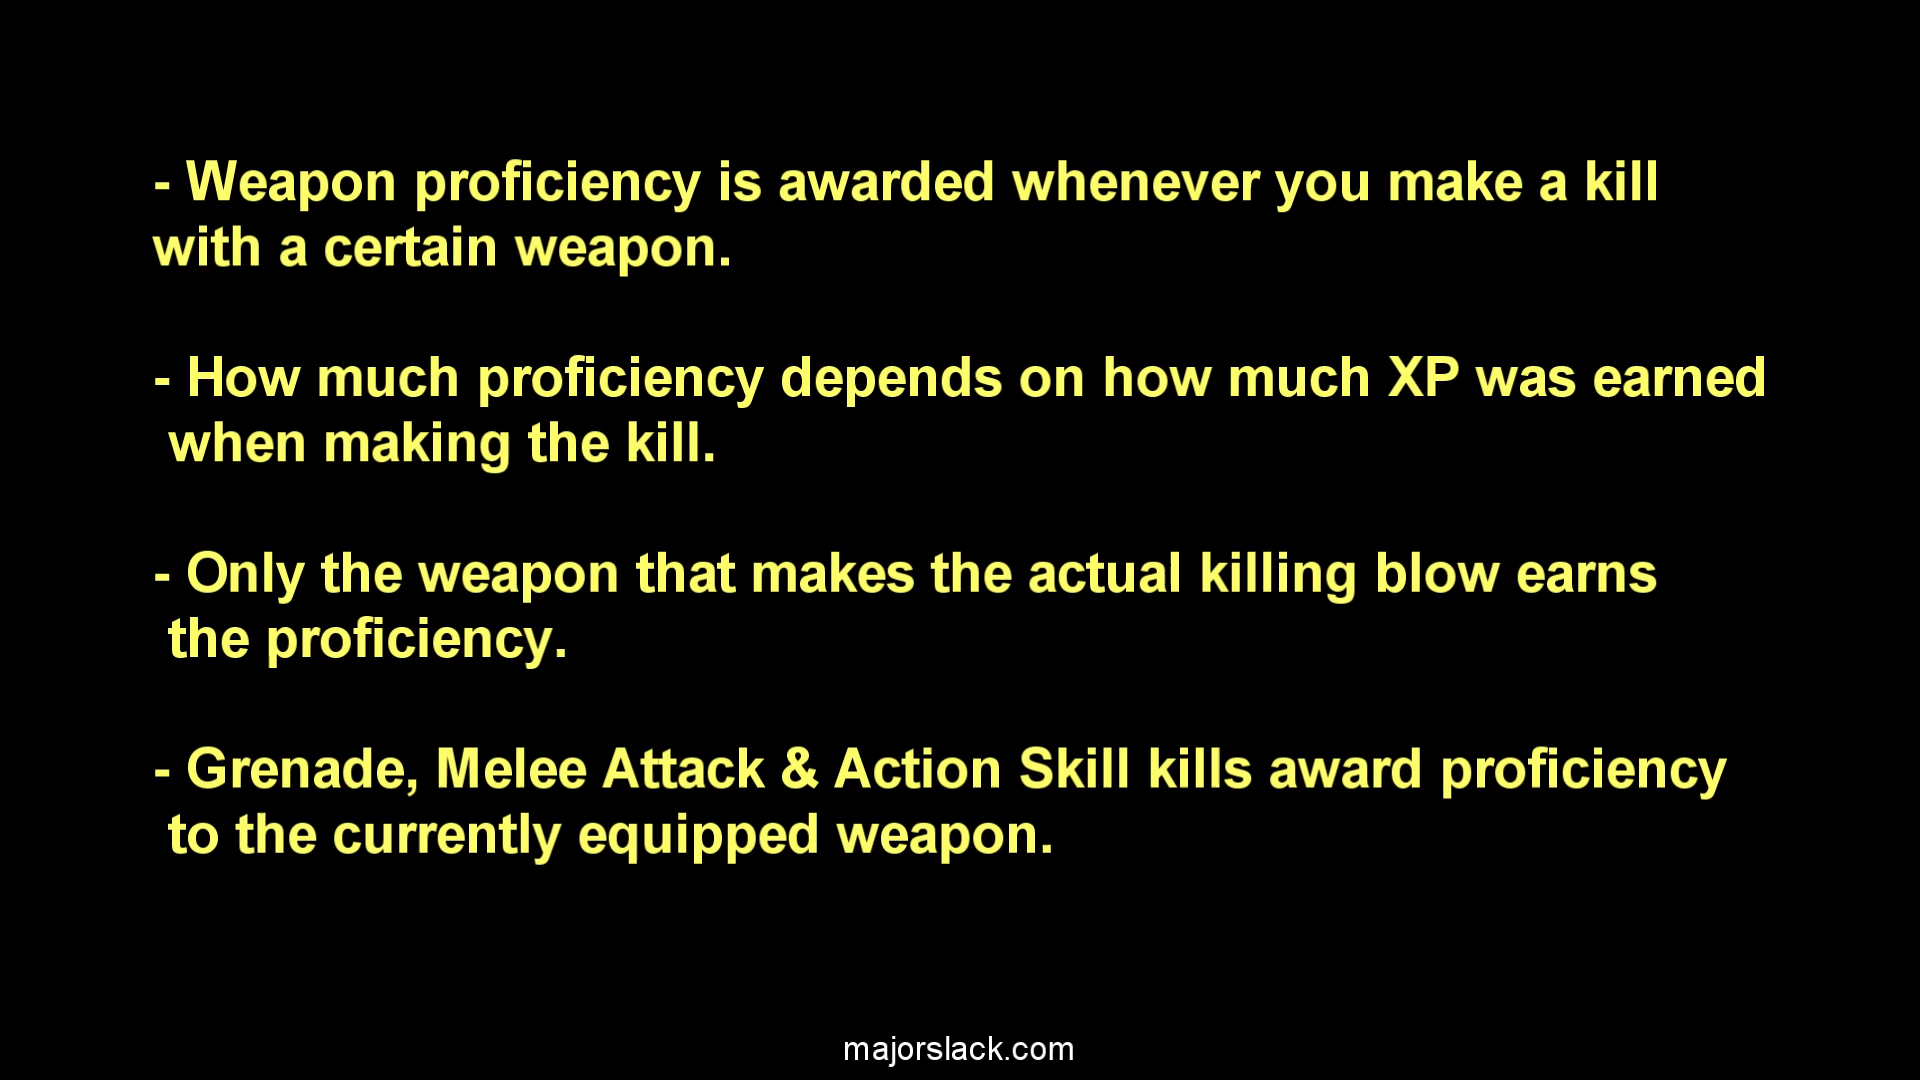 - Weapon proficiency is awarded whenever you make a kill
with a certain weapon.
- How much proficiency depends on how much XP was earned
when making the kill.
- Only the weapon that makes the actual killing blow earns
the proficiency.
- Grenade, Melee Attack & Action Skill kills award proficiency
to the currently equipped weapon.
majorslack.com